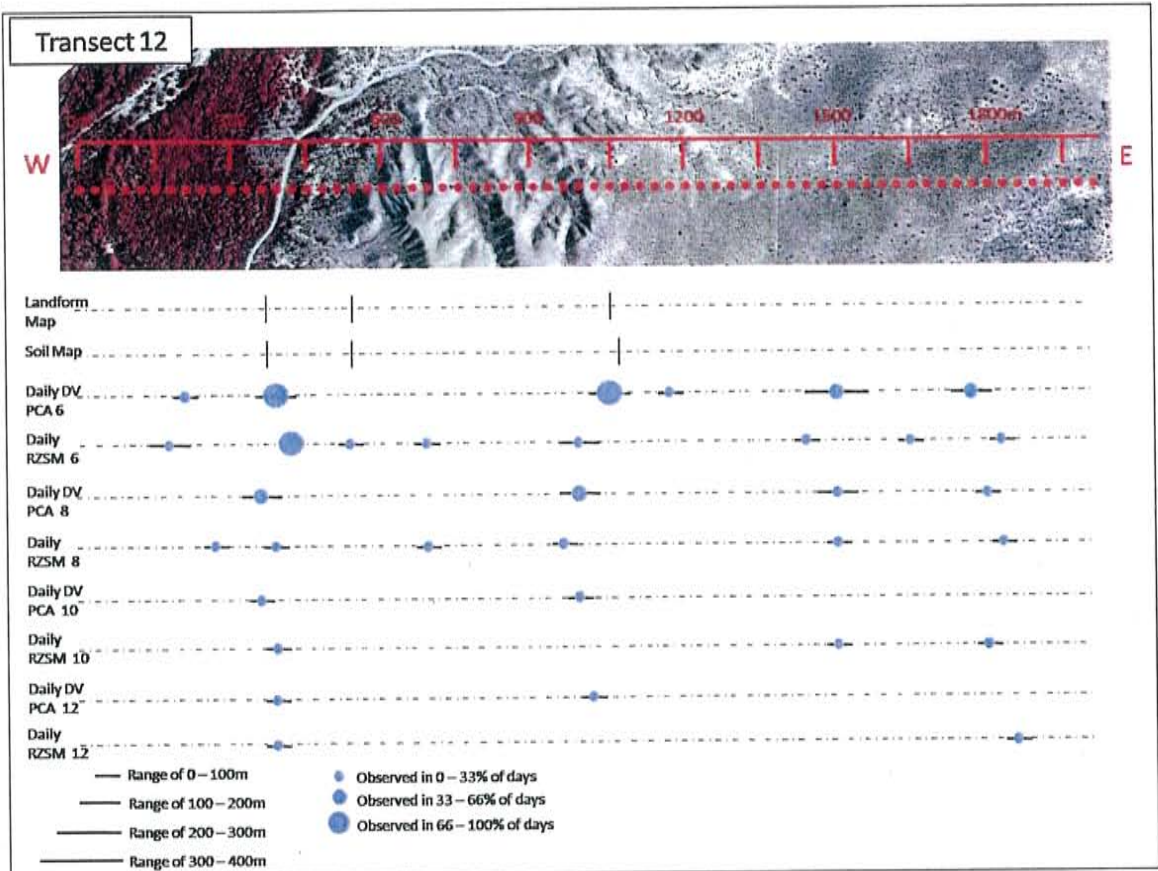 Transect 12
600
900
1200
1500
1800m
W
E
Landform
Map
Soil Map
Daily DV
PCA 6
Daily
RZSM 6
Daily DV
PCA 8
Daily
RZSM 8
Daily DV
PCA 10
Daily
RZSM 10
Daily DV
PCA 12
Daily
RZSM 12
Range of 0 – 100m
Range of 100 – 200m
Range of 200 – 300m
Range of 300 – 400m
Observed in 0 – 33% of days
Observed in 33 – 66% of days
Observed in 66 – 100% of days